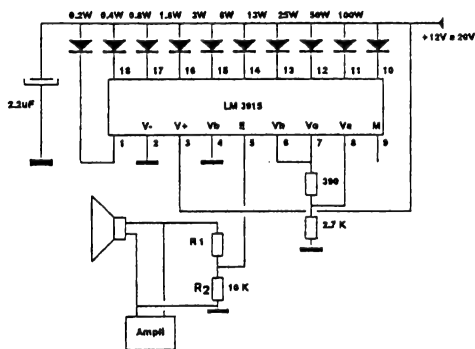 0.2W 0.4W 0.8W 1.6W 3W 6W 13W 25W 50W 100W
+12V a 20V
18 17 16 15 14 13 12 11 10
2.2uF
LM 3915
V- V+ Vb E Vh Va Ve M
1 2 3 4 5 6 7 8 9
390
2.7 K
R1
R2 10 K
Ampli